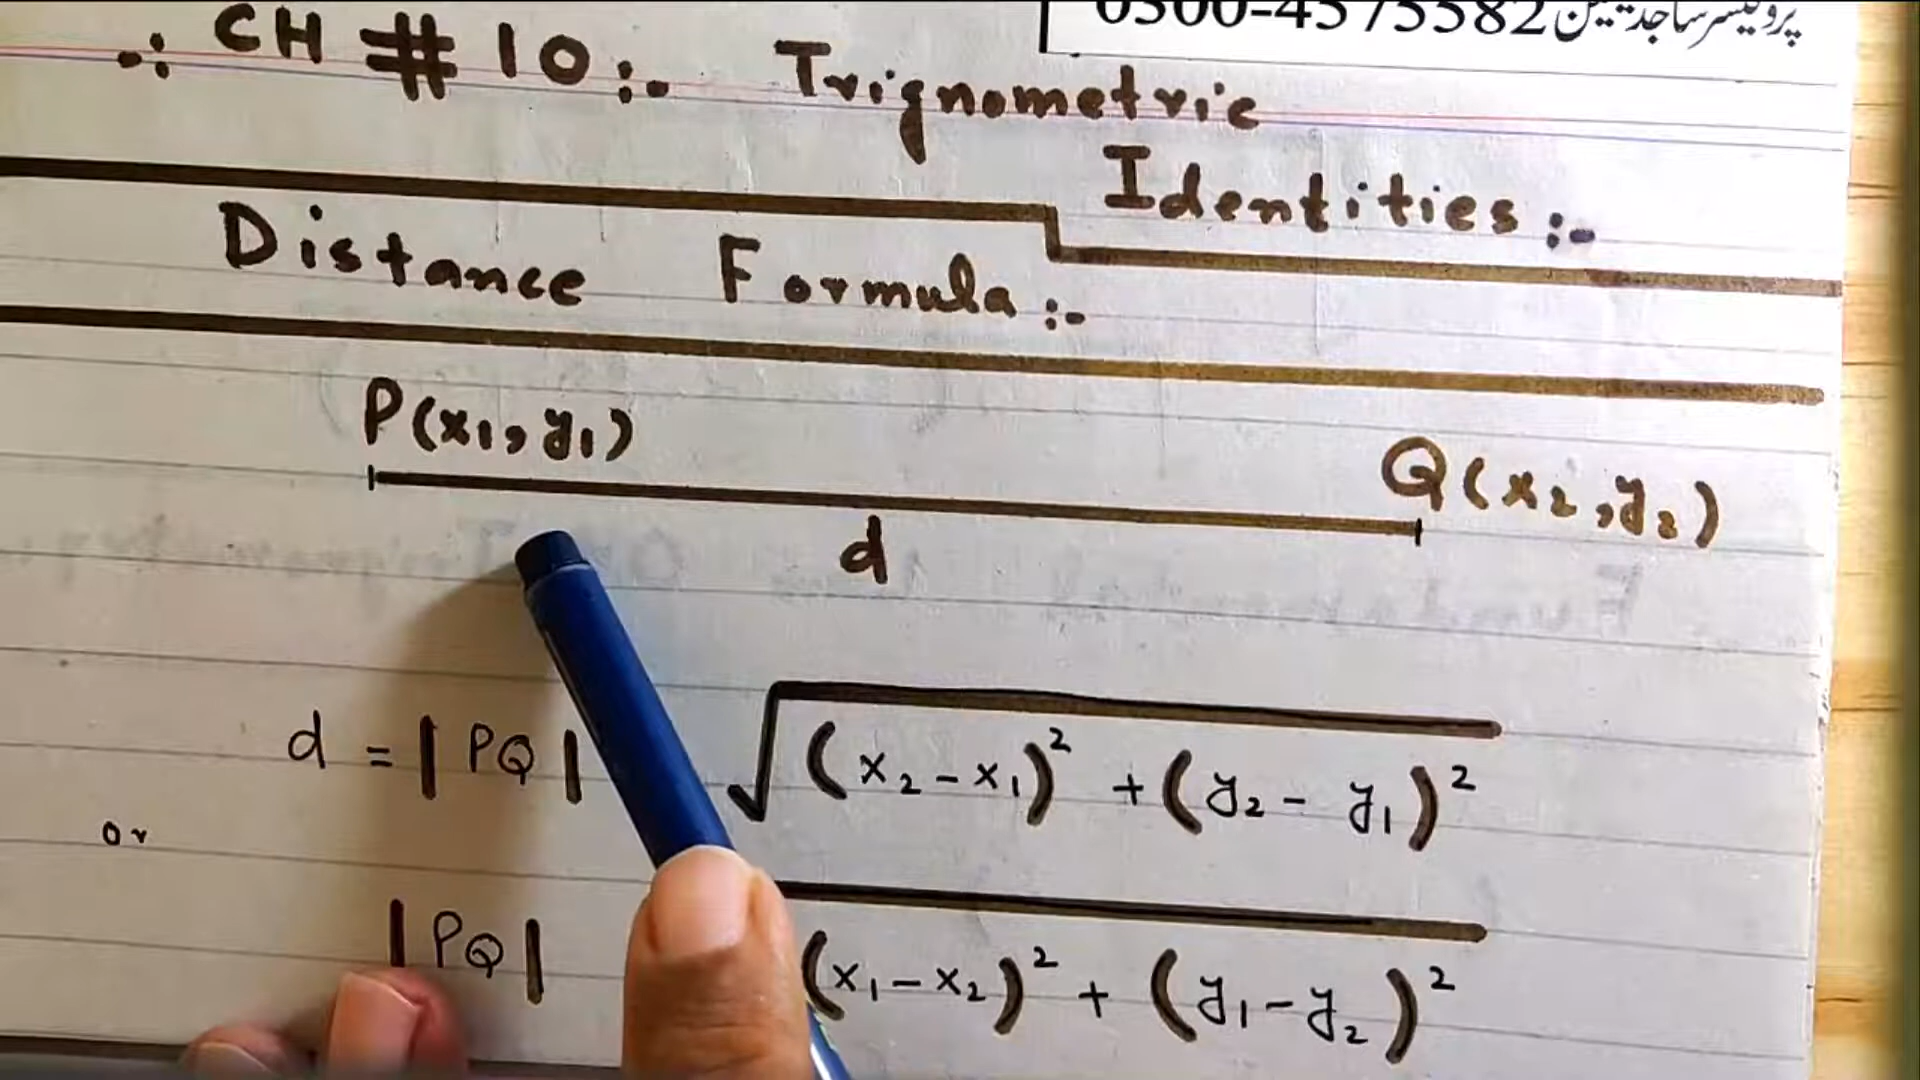 0300-4575582 پروفیسر ساجد یٰسین
∴ CH # 10:- Trignometric
Identities:-
Distance Formula:-
P(x₁, y₁)
Q(x₂, y₂)
d
d = | PQ | √(x₂ - x₁)² + (y₂ - y₁)²
or
| PQ | (x₁ - x₂)² + (y₁ - y₂)²